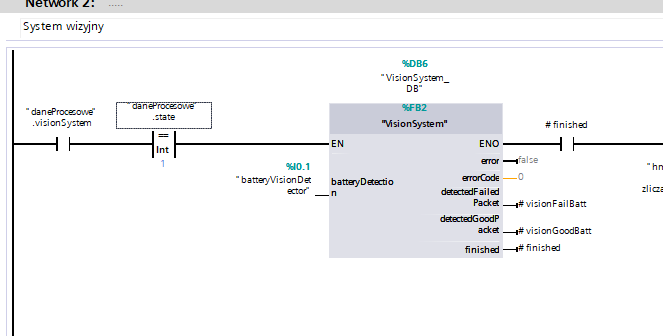 Network 2: .....
System wizyjny
%DB6
"VisionSystem_
DB"
"daneProcesowe"
.visionSystem
"daneProcesowe"
.state
==
Int
1
%FB2
"VisionSystem"
EN
ENO
# finished
error
false
errorCode
0
%I0.1
"batteryVisionDet
ector"
batteryDetectio
n
detectedFailed
Packet
# visionFailBatt
detectedGoodP
acket
# visionGoodBatt
finished
# finished
"hn
zlicza